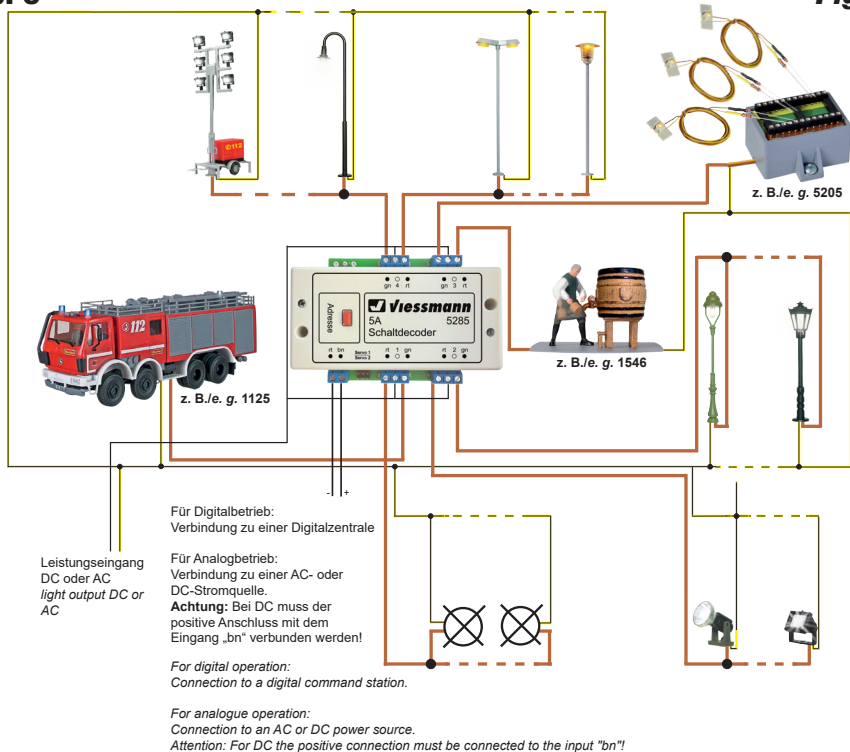 Fig
z. B./e. g. 5205
gn 4 rt
gn 3 rt
Adresse
Viessmann
5A 5285
Schaltdecoder
rt bn
Servo 1
Servo 2
rt 1 gn
rt 2 gn
112
112
z. B./e. g. 1125
z. B./e. g. 1546
- +
Leistungseingang
DC oder AC
light output DC or
AC
Für Digitalbetrieb:
Verbindung zu einer Digitalzentrale
Für Analogbetrieb:
Verbindung zu einer AC- oder
DC-Stromquelle.
Achtung: Bei DC muss der
positive Anschluss mit dem
Eingang „bn“ verbunden werden!
For digital operation:
Connection to a digital command station.
For analogue operation:
Connection to an AC or DC power source.
Attention: For DC the positive connection must be connected to the input "bn"!